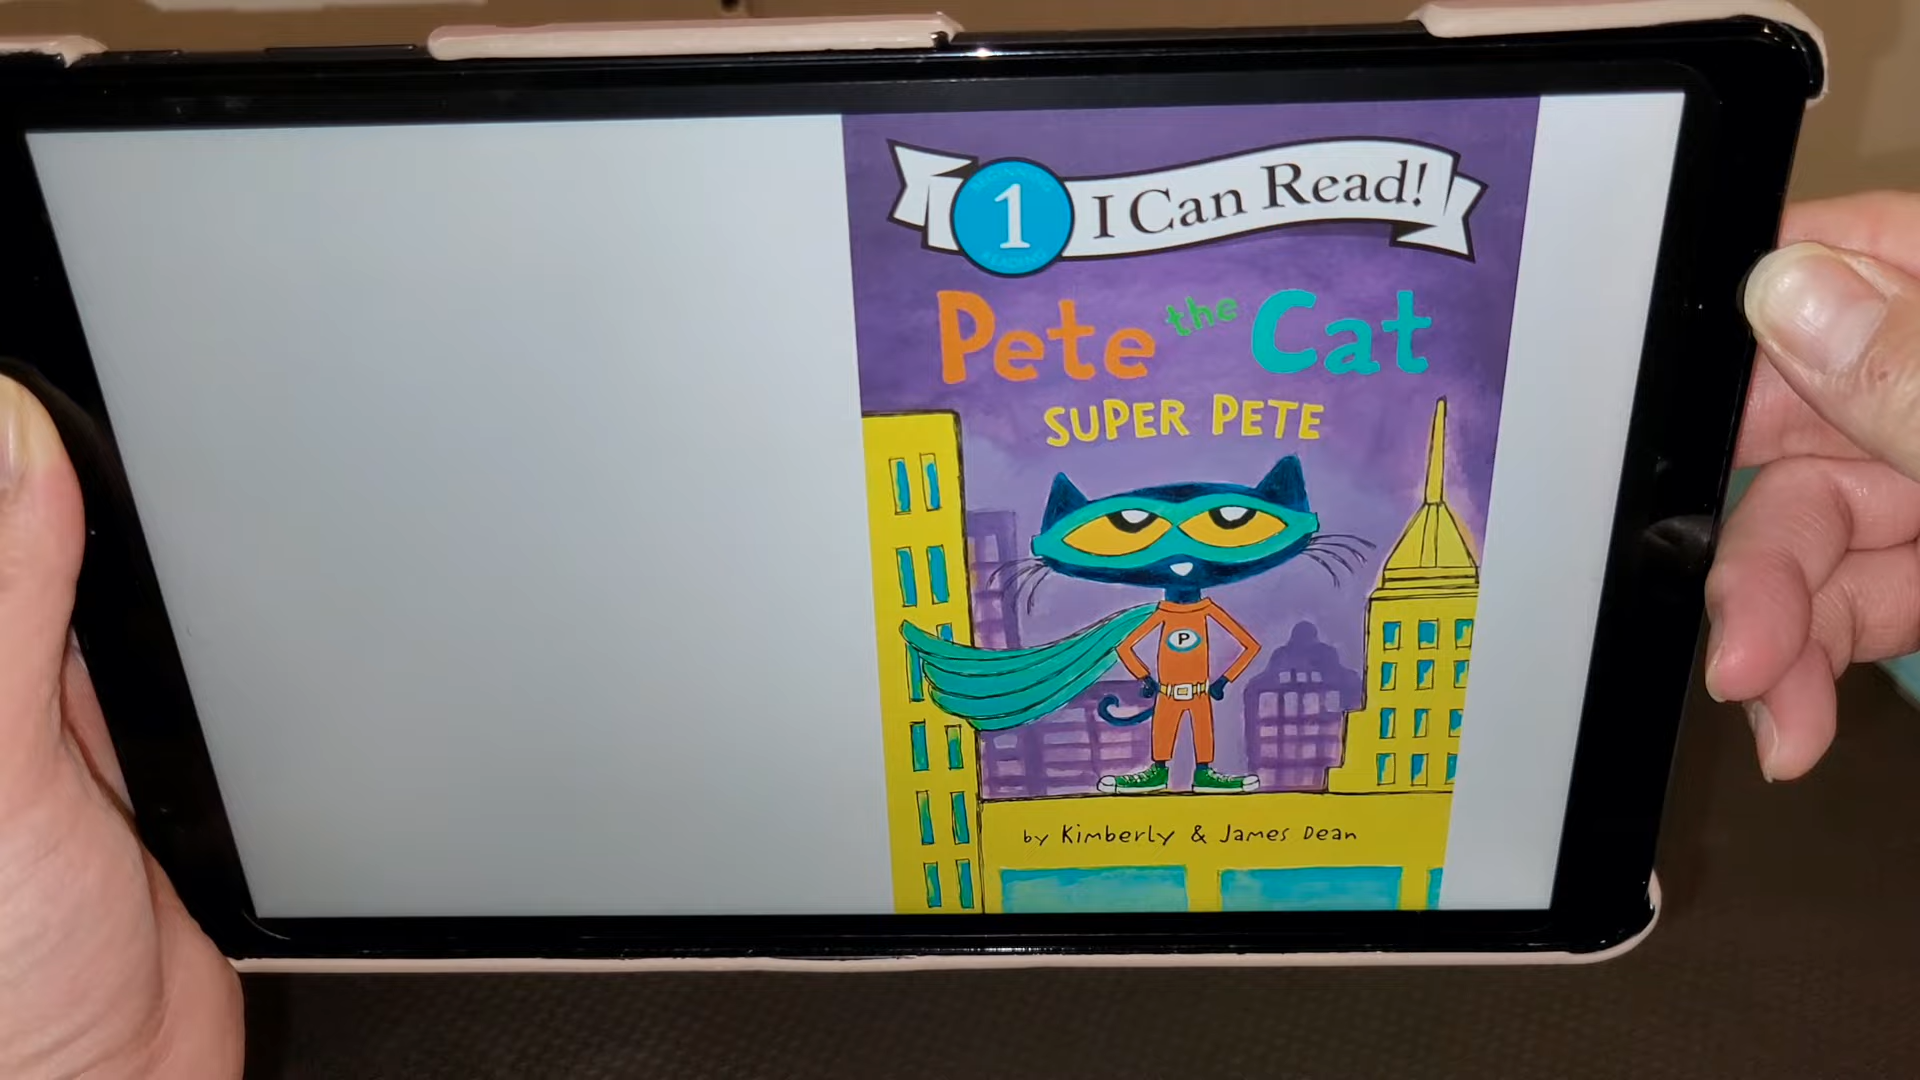 1 I Can Read!
Pete the Cat
SUPER PETE
P
by Kimberly & James Dean